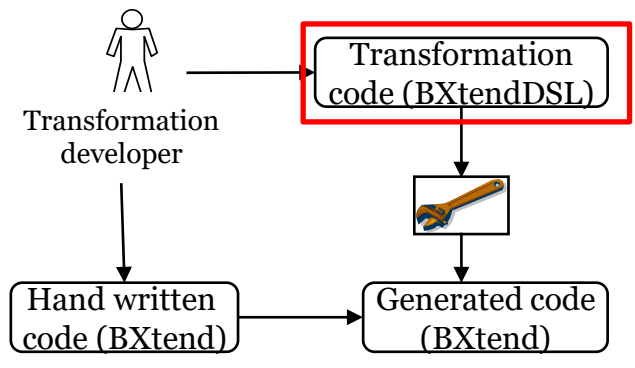 Transformation
code (BXtendDSL)
Transformation
developer
Hand written
code (BXtend)
Generated code
(BXtend)